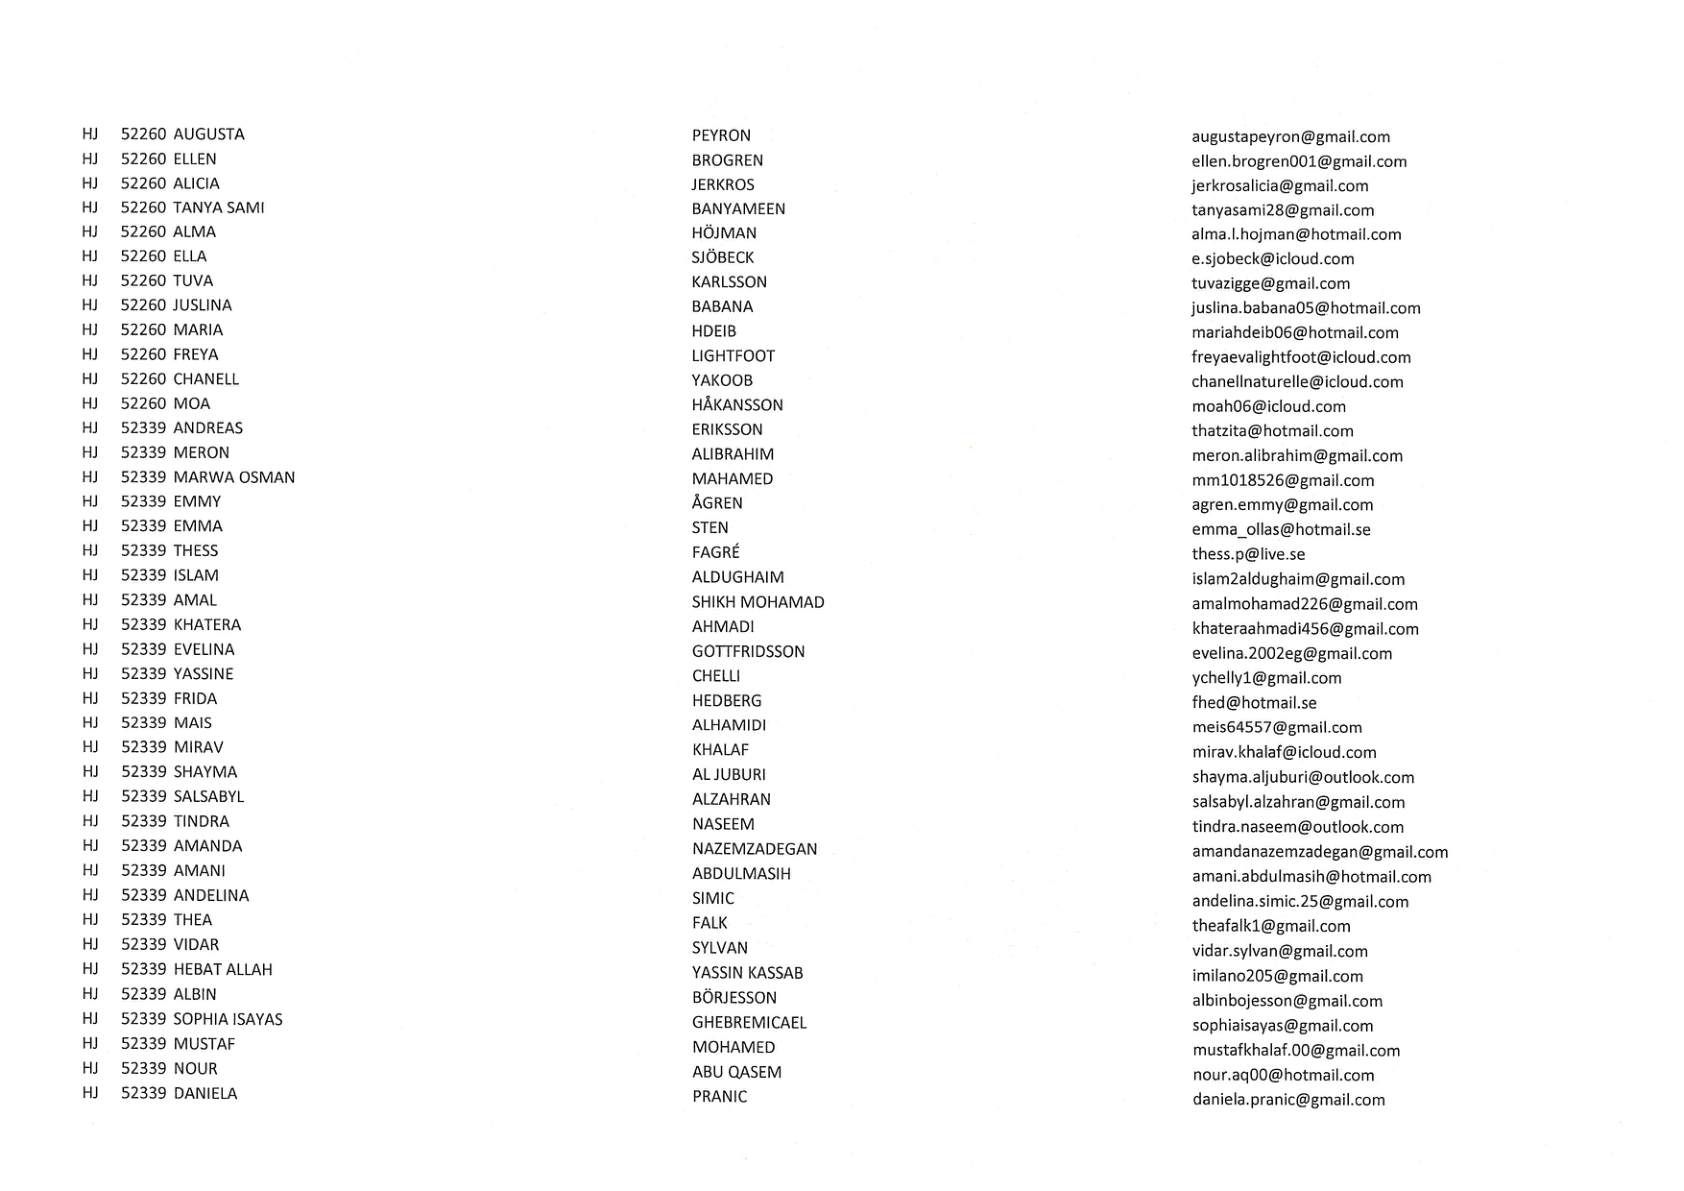 HJ 52260 AUGUSTA PEYRON augustapeyron@gmail.com
HJ 52260 ELLEN BROGREN ellen.brogren001@gmail.com
HJ 52260 ALICIA JERKROS jerkrosalicia@gmail.com
HJ 52260 TANYA SAMI BANYAMEEN tanyasami28@gmail.com
HJ 52260 ALMA HÖJMAN alma.l.hojman@hotmail.com
HJ 52260 ELLA SJÖBECK e.sjobeck@icloud.com
HJ 52260 TUVA KARLSSON tuvazigge@gmail.com
HJ 52260 JUSLINA BABANA juslina.babana05@hotmail.com
HJ 52260 MARIA HDEIB mariahdeib06@hotmail.com
HJ 52260 FREYA LIGHTFOOT freyaevalightfoot@icloud.com
HJ 52260 CHANELL YAKOOB chanellnaturelle@icloud.com
HJ 52260 MOA HÅKANSSON moah06@icloud.com
HJ 52339 ANDREAS ERIKSSON thatzita@hotmail.com
HJ 52339 MERON ALIBRAHIM meron.alibrahim@gmail.com
HJ 52339 MARWA OSMAN MAHAMED mm1018526@gmail.com
HJ 52339 EMMY ÅGREN agren.emmy@gmail.com
HJ 52339 EMMA STEN emma_ollas@hotmail.se
HJ 52339 THESS FAGRÉ thess.p@live.se
HJ 52339 ISLAM ALDUGHAIM islam2aldughaim@gmail.com
HJ 52339 AMAL SHIKH MOHAMAD amalmohamad226@gmail.com
HJ 52339 KHATERA AHMADI khateraahmadi456@gmail.com
HJ 52339 EVELINA GOTTFRIDSSON evelina.2002eg@gmail.com
HJ 52339 YASSINE CHELLI ychelly1@gmail.com
HJ 52339 FRIDA HEDBERG fhed@hotmail.se
HJ 52339 MAIS ALHAMIDI meis64557@gmail.com
HJ 52339 MIRAV KHALAF mirav.khalaf@icloud.com
HJ 52339 SHAYMA AL JUBURI shayma.aljuburi@outlook.com
HJ 52339 SALSABYL ALZAHRAN salsabyl.alzahran@gmail.com
HJ 52339 TINDRA NASEEM tindra.naseem@outlook.com
HJ 52339 AMANDA NAZEMZADEGAN amandanazemzadegan@gmail.com
HJ 52339 AMANI ABDULMASIH amani.abdulmasih@hotmail.com
HJ 52339 ANDELINA SIMIC andelina.simic.25@gmail.com
HJ 52339 THEA FALK theafalk1@gmail.com
HJ 52339 VIDAR SYLVAN vidar.sylvan@gmail.com
HJ 52339 HEBAT ALLAH YASSIN KASSAB imilano205@gmail.com
HJ 52339 ALBIN BÖRJESSON albinbojesson@gmail.com
HJ 52339 SOPHIA ISAYAS GHEBREMICAEL sophiaisayas@gmail.com
HJ 52339 MUSTAF MOHAMED mustafkhalaf.00@gmail.com
HJ 52339 NOUR ABU QASEM nour.aq00@hotmail.com
HJ 52339 DANIELA PRANIC daniela.pranic@gmail.com